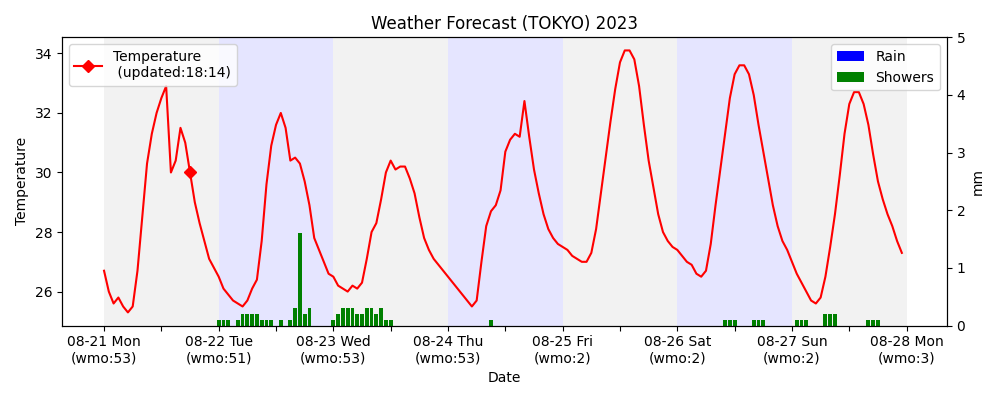 Weather Forecast (TOKYO) 2023
Temperature
(updated:18:14)
Rain
Showers
34
32
30
28
26
Temperature
5
4
3
2
1
0
mm
08-21 Mon
(wmo:53)
08-22 Tue
(wmo:51)
08-23 Wed
(wmo:53)
08-24 Thu
(wmo:53)
08-25 Fri
(wmo:2)
08-26 Sat
(wmo:2)
08-27 Sun
(wmo:2)
08-28 Mon
(wmo:3)
Date